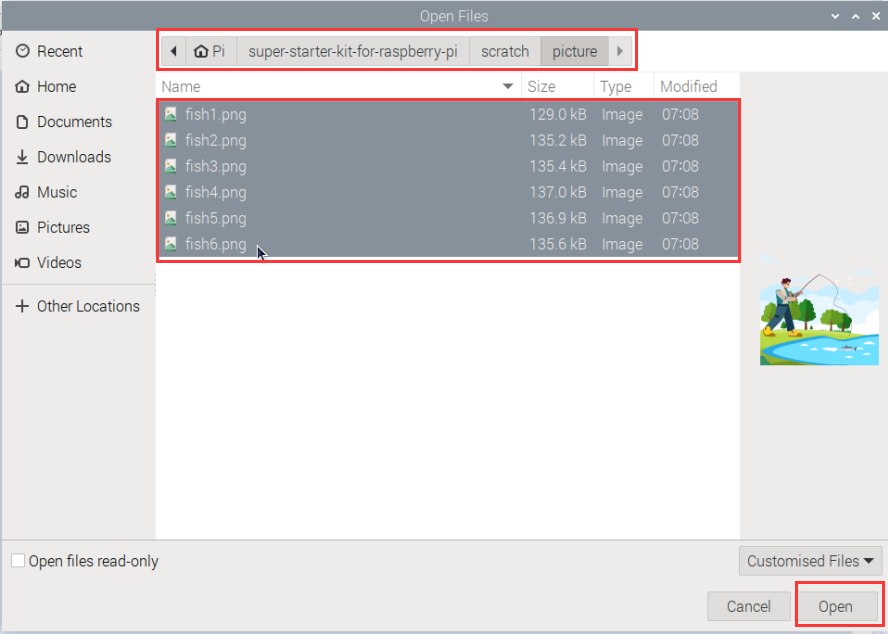 Open Files
Recent
Home
Documents
Downloads
Music
Pictures
Videos
Other Locations
Pi super-starter-kit-for-raspberry-pi scratch picture
Name Size Type Modified
fish1.png 129.0 kB Image 07:08
fish2.png 135.2 kB Image 07:08
fish3.png 135.4 kB Image 07:08
fish4.png 137.0 kB Image 07:08
fish5.png 136.9 kB Image 07:08
fish6.png 135.6 kB Image 07:08
Open files read-only
Customised Files
Cancel Open